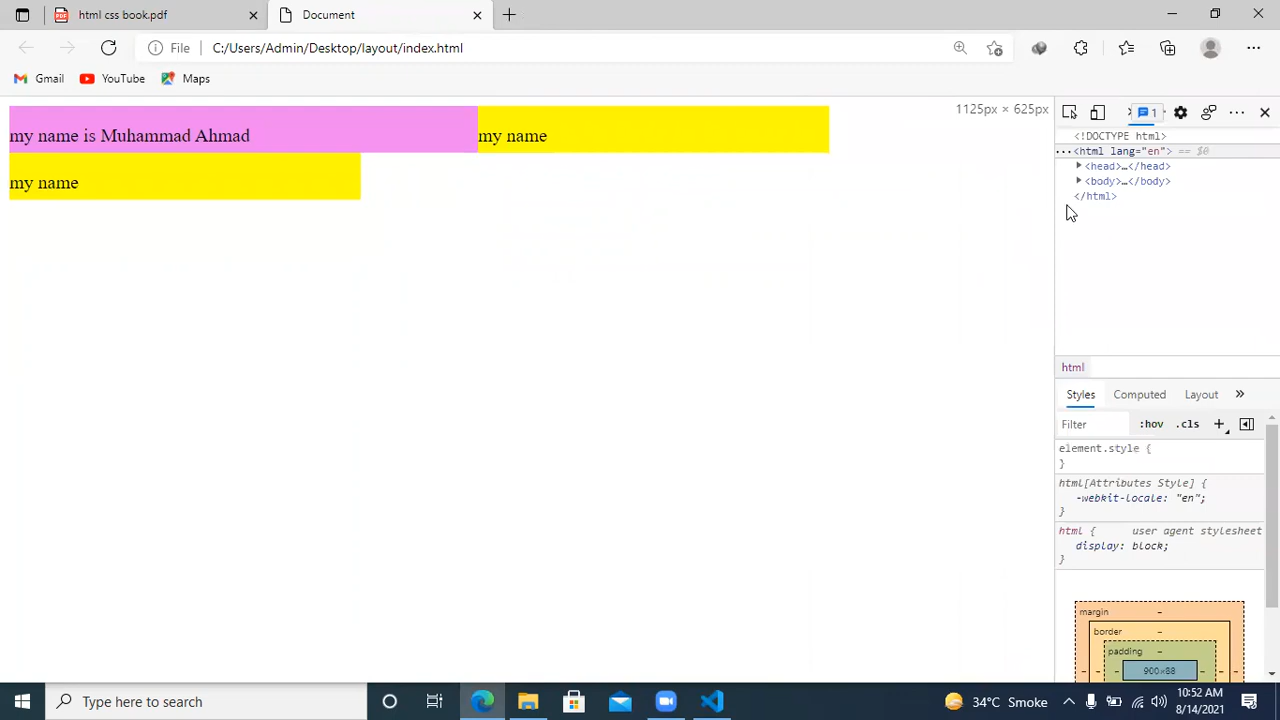 html css book.pdf
Document
File
C:/Users/Admin/Desktop/layout/index.html
Gmail
YouTube
Maps
my name is Muhammad Ahmad
my name
my name
1125px × 625px
1
<!DOCTYPE html>
<html lang="en"> == $0
<head>…</head>
<body>…</body>
</html>
html
Styles
Computed
Layout
Filter
:hov
.cls
element.style {
}
html[Attributes Style] {
-webkit-locale: "en";
}
html {
user agent stylesheet
display: block;
}
margin
border
padding
900×88
Type here to search
34°C Smoke
10:52 AM
8/14/2021